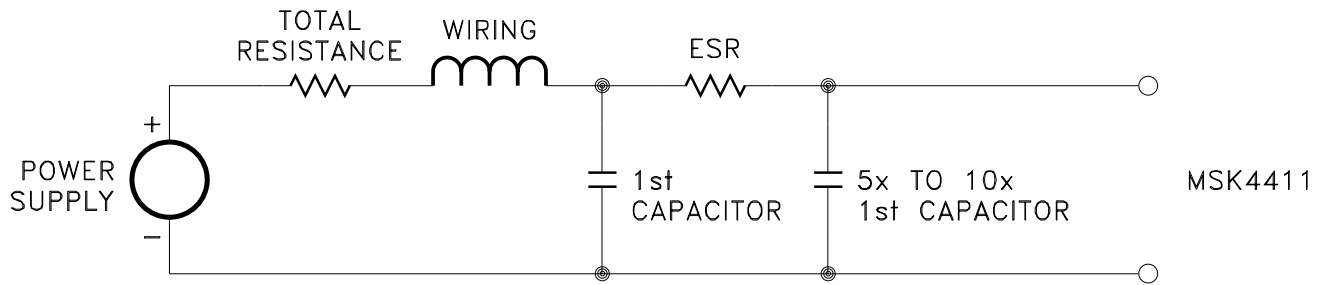 TOTAL
RESISTANCE
WIRING
ESR
+
POWER
SUPPLY
−
1st
CAPACITOR
5x TO 10x
1st CAPACITOR
MSK4411